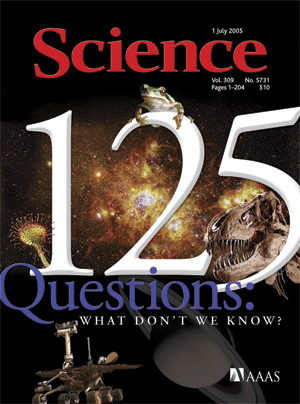 1 July 2005
Science
Vol. 309 No. 5731
Pages 1–204 $10
125
Questions:
WHAT DON'T WE KNOW?
AAAS